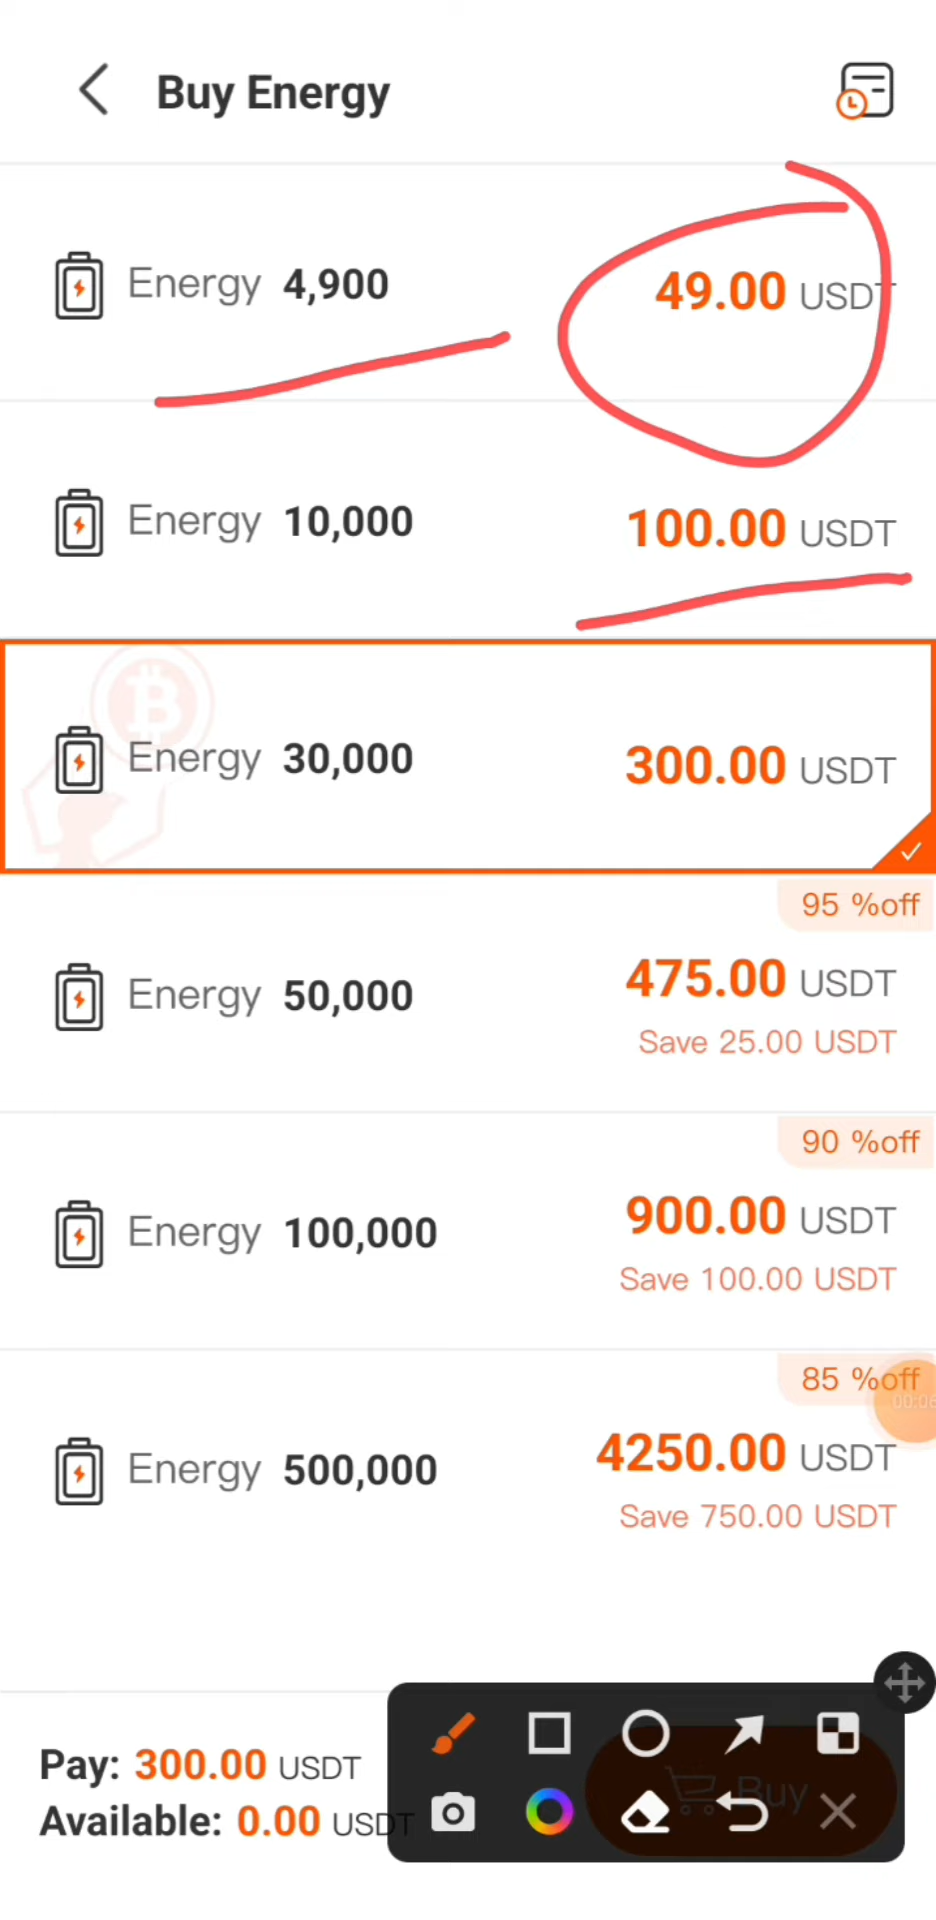 Buy Energy
Energy 4,900 49.00 USDT
Energy 10,000 100.00 USDT
Energy 30,000 300.00 USDT
95 %off
Energy 50,000 475.00 USDT
Save 25.00 USDT
90 %off
Energy 100,000 900.00 USDT
Save 100.00 USDT
85 %off
00:06
Energy 500,000 4250.00 USDT
Save 750.00 USDT
Pay: 300.00 USDT
Buy
Available: 0.00 USDT